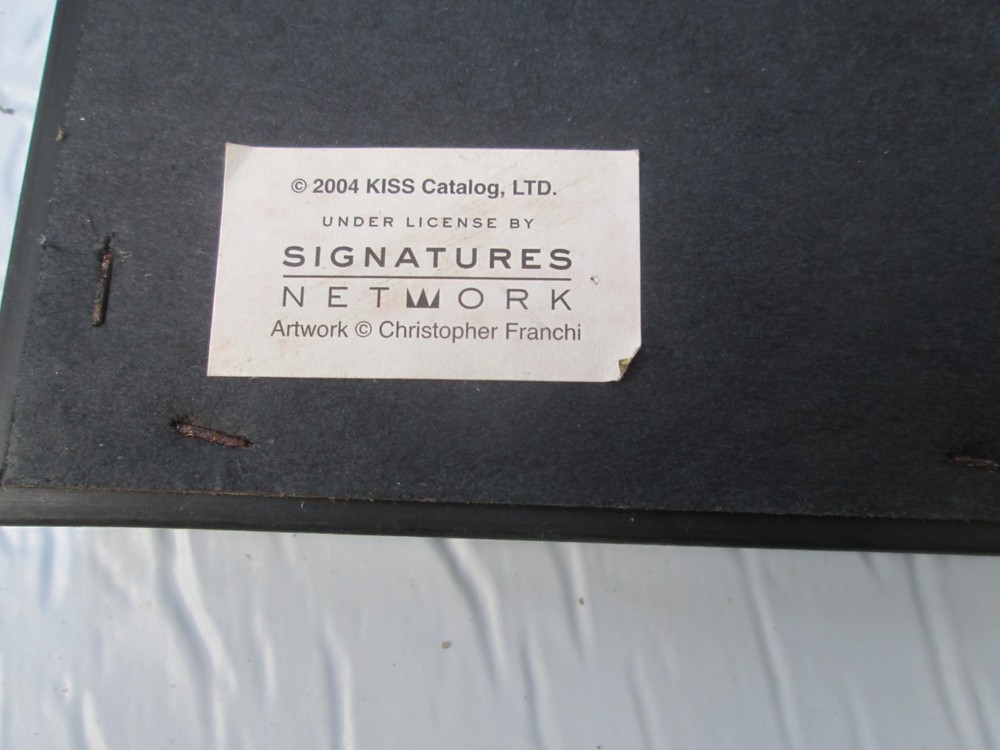 © 2004 KISS Catalog, LTD.
UNDER LICENSE BY
SIGNATURES
NETWORK
Artwork © Christopher Franchi